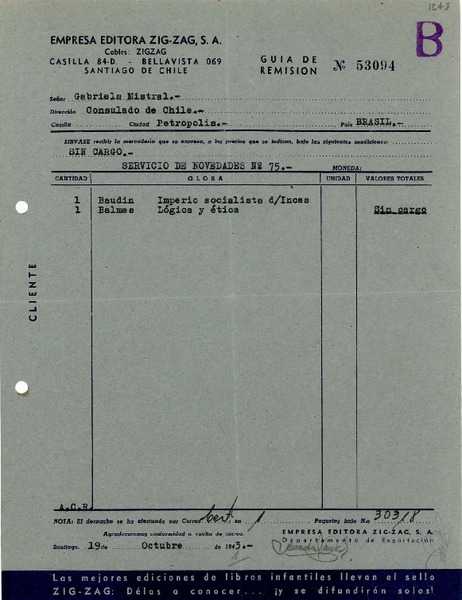 1248
B
EMPRESA EDITORA ZIG-ZAG, S. A.
Cables: ZIGZAG
CASILLA 84-D. - BELLAVISTA 069
SANTIAGO DE CHILE
GUIA DE
REMISION
Nº 53094
Señor Gabriela Mistral.-
Dirección Consulado de Chile.-
Casilla Ciudad Petropolis.- País BRASIL.-
SIRVASE recibir la mercadería que se expresa, a los precios que se indican, bajo las siguientes condiciones:
SIN CARGO.-
SERVICIO DE NOVEDADES Nº 75.- MONEDA:
CANTIDAD GLOSA UNIDAD VALORES TOTALES
1 Baudin Imperio socialista d/Incas
1 Balmes Lógica y ética Sin cargo
CLIENTE
A.C.R.
NOTA: El despacho se ha efectuado por Correo Cert. en 1 Paquetes bajo No. 30318
Agradeceremos conformidad a vuelta de correo.
EMPRESA EDITORA ZIG-ZAG, S. A.
Departamento de Exportación
Santiago, 19 de Octubre de 1943.-
Las mejores ediciones de libros infantiles llevan el sello
ZIG-ZAG: Délos a conocer... ¡y se difundirán solos!